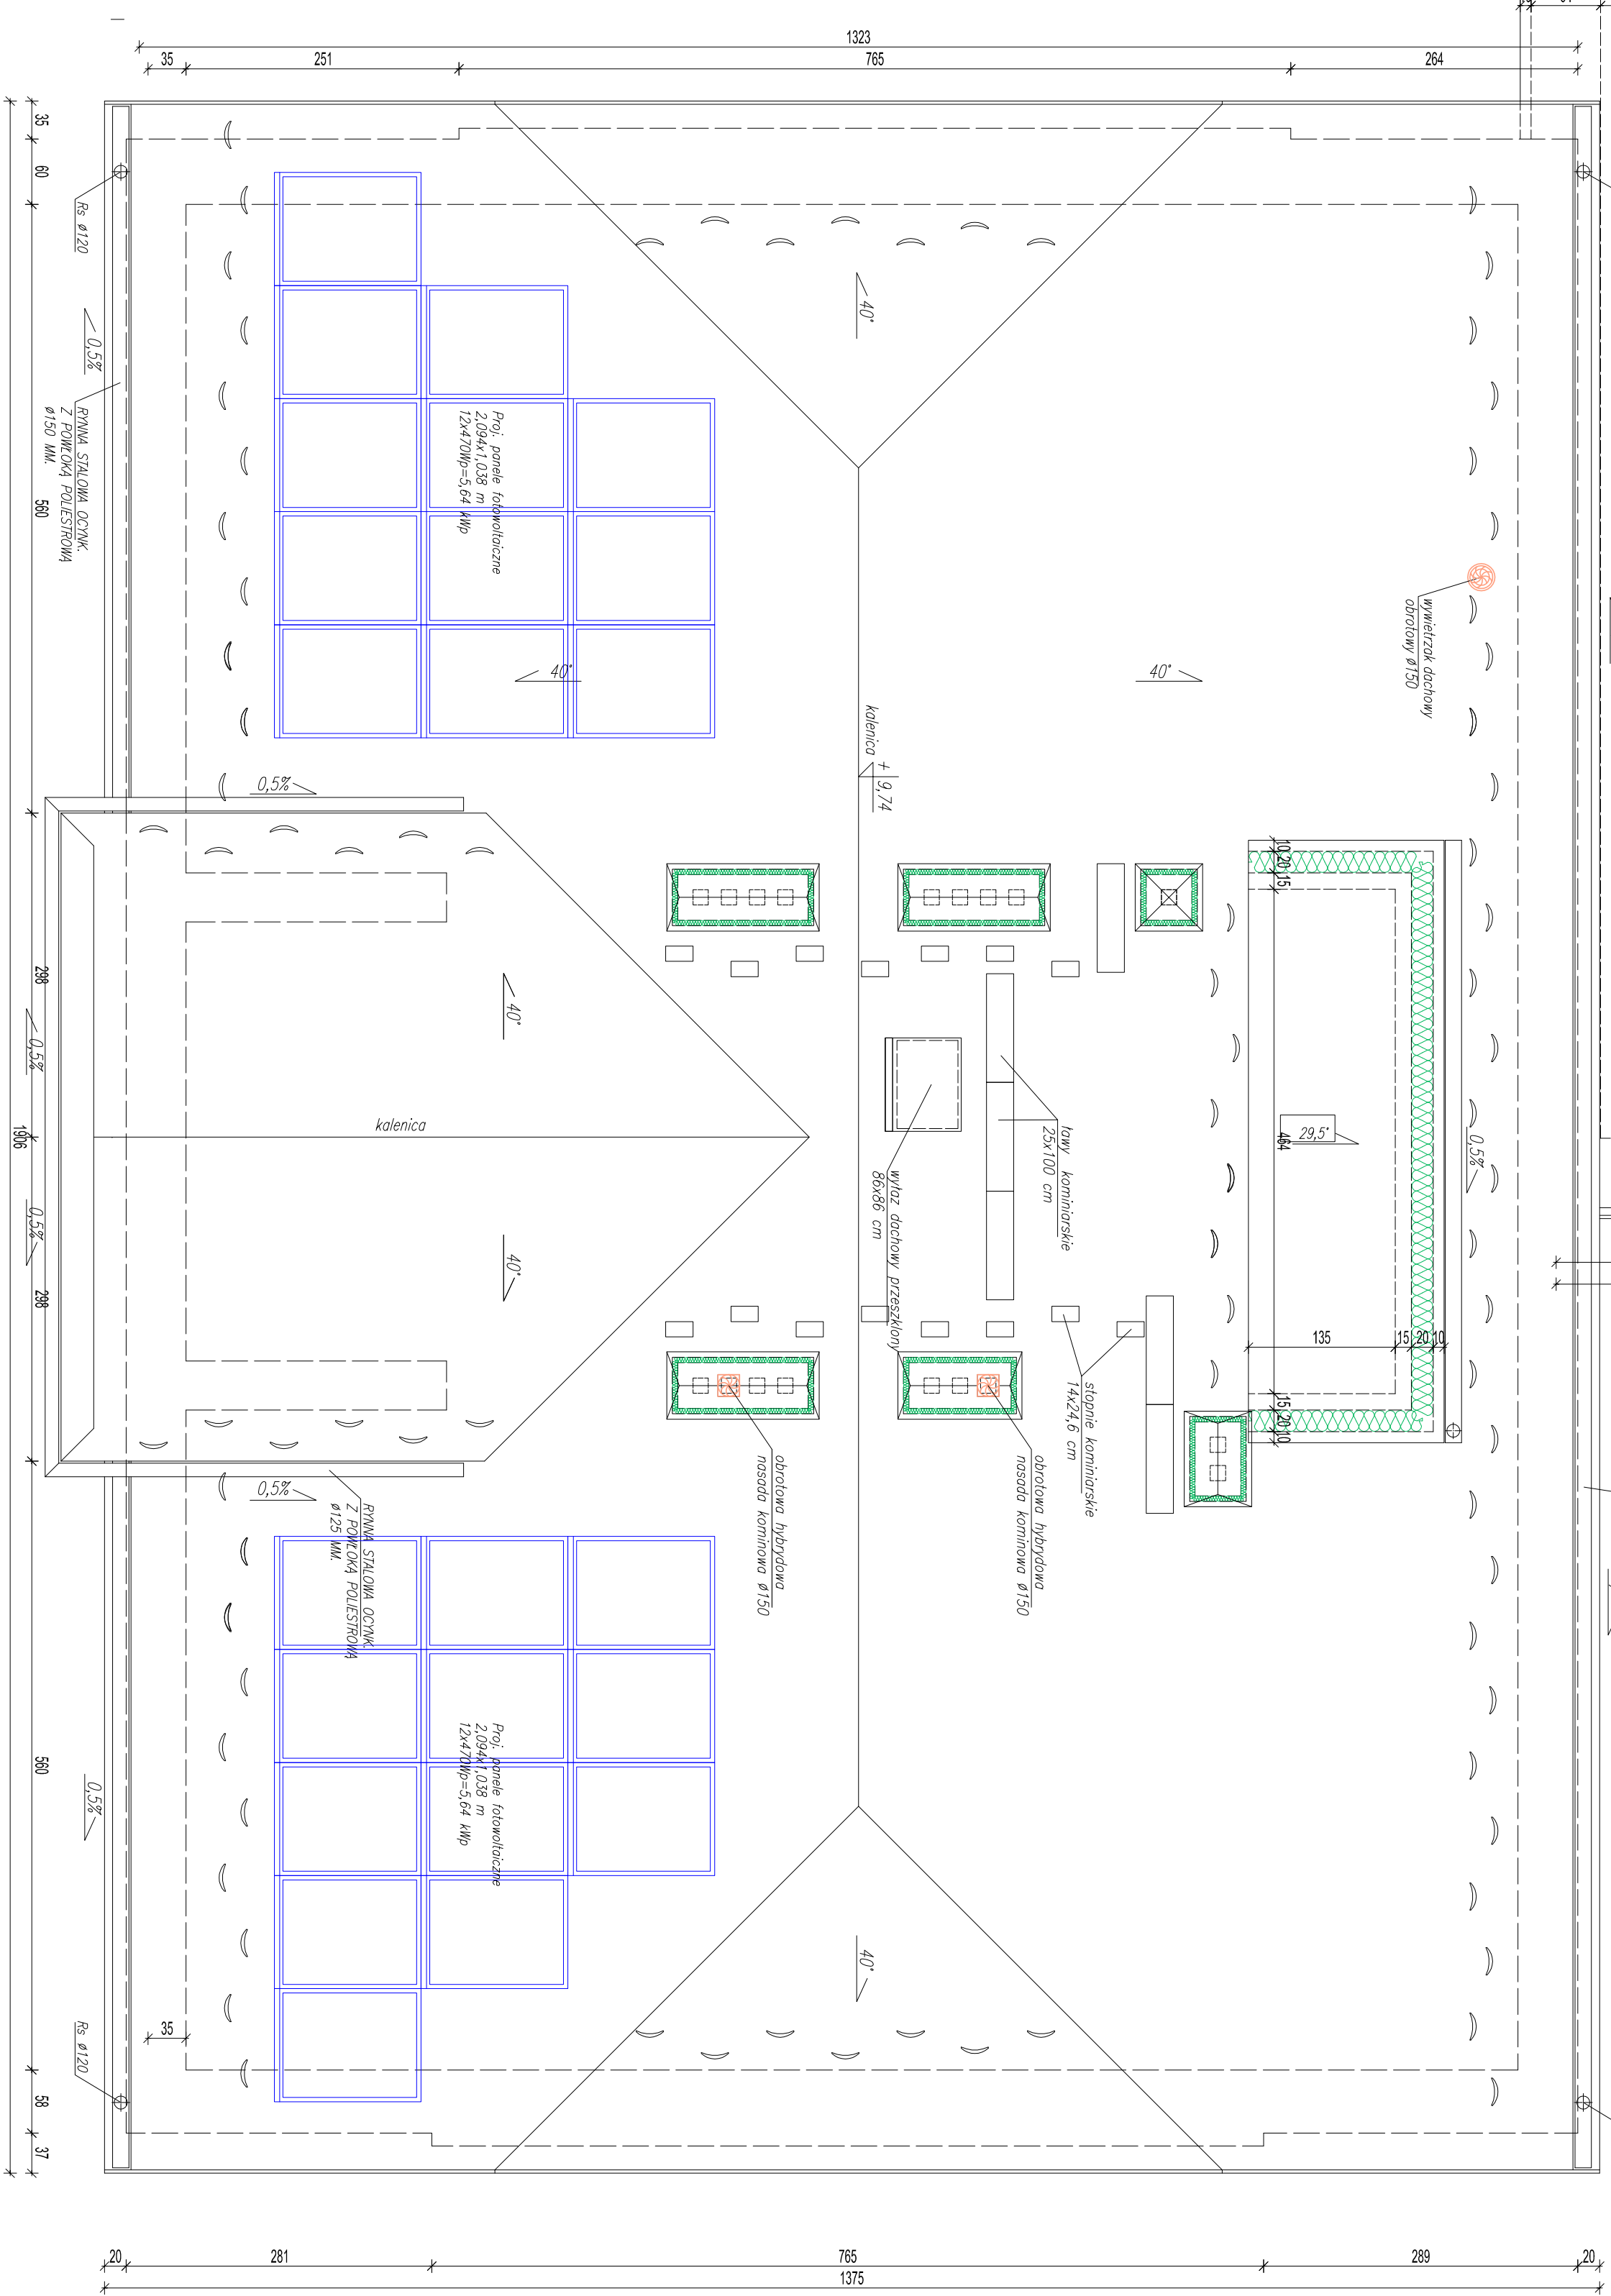 1323
35
251
765
264
35
60
560
298
298
560
58
37
1906
Rs ø120
0,5%
RYNNA STALOWA OCYNK.
Z POWŁOKĄ POLIESTROWĄ
ø150 MM.
Proj. panele fotowoltaiczne
2,094x1,038 m
12x470Wp=5,64 kWp
40°
40°
40°
wywietrzak dachowy
obrotowy ø150
kalenica
+ 9,74
0,5%
10
20
15
464
29,5°
0,5%
135
15
20
10
15
20
10
40°
kalenica
40°
0,5%
0,5%
ławy kominiarskie
25x100 cm
wyłaz dachowy przeszklony
86x86 cm
stopnie kominiarskie
14x24,6 cm
obrotowa hybrydowa
nasada kominowa ø150
obrotowa hybrydowa
nasada kominowa ø150
0,5%
RYNNA STALOWA OCYNK.
Z POWŁOKĄ POLIESTROWĄ
ø125 MM.
Proj. panele fotowoltaiczne
2,094x1,038 m
12x470Wp=5,64 kWp
0,5%
40°
35
Rs ø120
20
281
765
289
20
1375